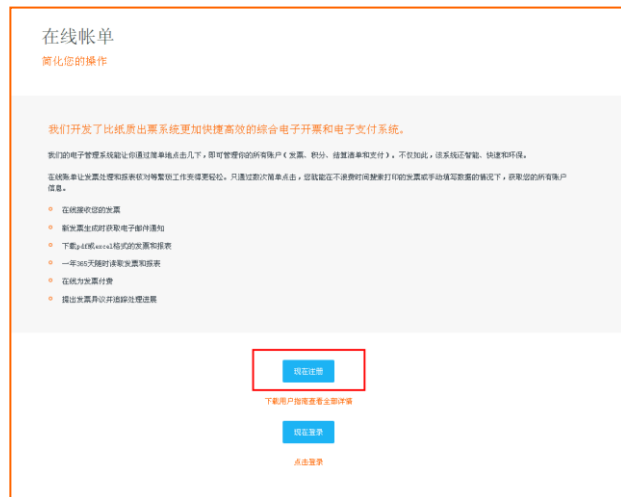 在线帐单
简化您的操作
我们开发了比纸质出票系统更加快捷高效的综合电子开票和电子支付系统。
我们的电子管理系统能让你通过简单地点击几下，即可管理你的所有账户（发票、积分、结算清单和支付），不仅如此，该系统还智能、快速和环保。
在线账单让发票处理和报表核对等繁琐工作变得更轻松。只通过数次简单点击，您就能在不浪费时间搜索打印的发票或手动填写数据的情况下，获取您的所有账户
信息。
在线接收您的发票
新发票生成时获取电子邮件通知
下载pdf或excel格式的发票和报表
一年365天随时读取发票和报表
在线为发票付费
提出发票异议并追踪处理进展
现在注册
下载用户指南查看全部详情
现在登录
点击登录